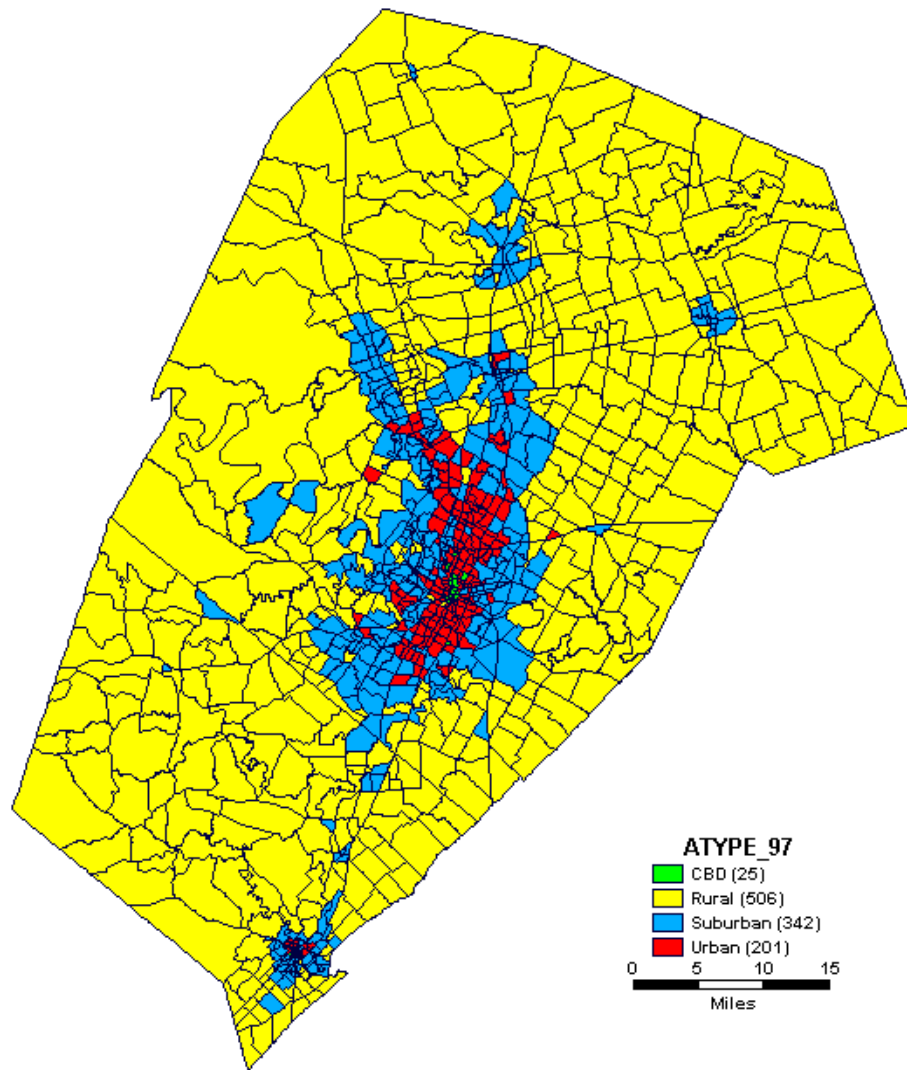 ATYPE_97
CBD (25)
Rural (506)
Suburban (342)
Urban (201)
0 5 10 15
Miles